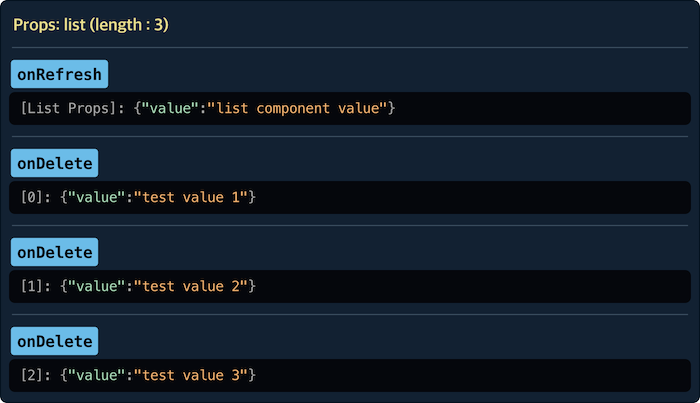 Props: list (length : 3)
onRefresh
[List Props]: {"value":"list component value"}
onDelete
[0]: {"value":"test value 1"}
onDelete
[1]: {"value":"test value 2"}
onDelete
[2]: {"value":"test value 3"}